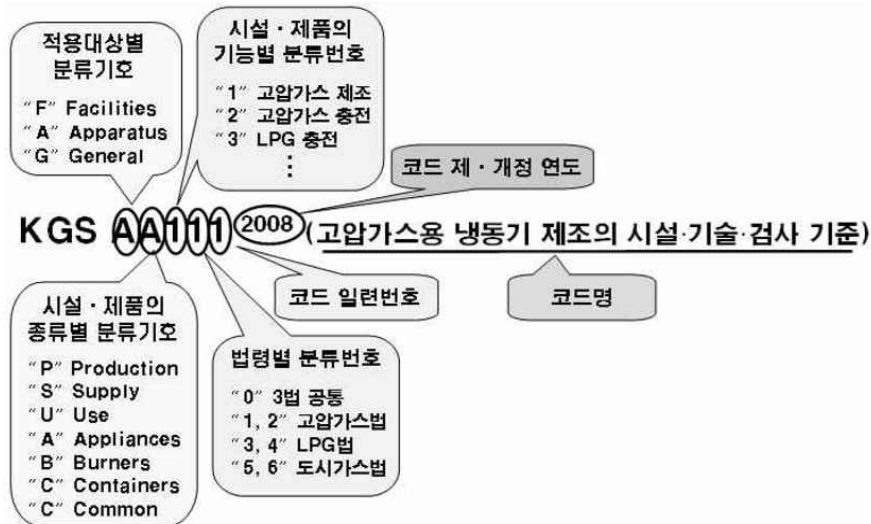 적용대상별
분류기호
"F" Facilities
"A" Apparatus
"G" General
시설·제품의
기능별 분류번호
"1" 고압가스 제조
"2" 고압가스 충전
"3" LPG 충전
⋮
코드 제·개정 연도
KGS AA111 2008 (고압가스용 냉동기 제조의 시설·기술·검사 기준)
시설·제품의
종류별 분류기호
"P" Production
"S" Supply
"U" Use
"A" Appliances
"B" Burners
"C" Containers
"C" Common
법령별 분류번호
"0" 3법 공통
"1, 2" 고압가스법
"3, 4" LPG법
"5, 6" 도시가스법
코드 일련번호
코드명